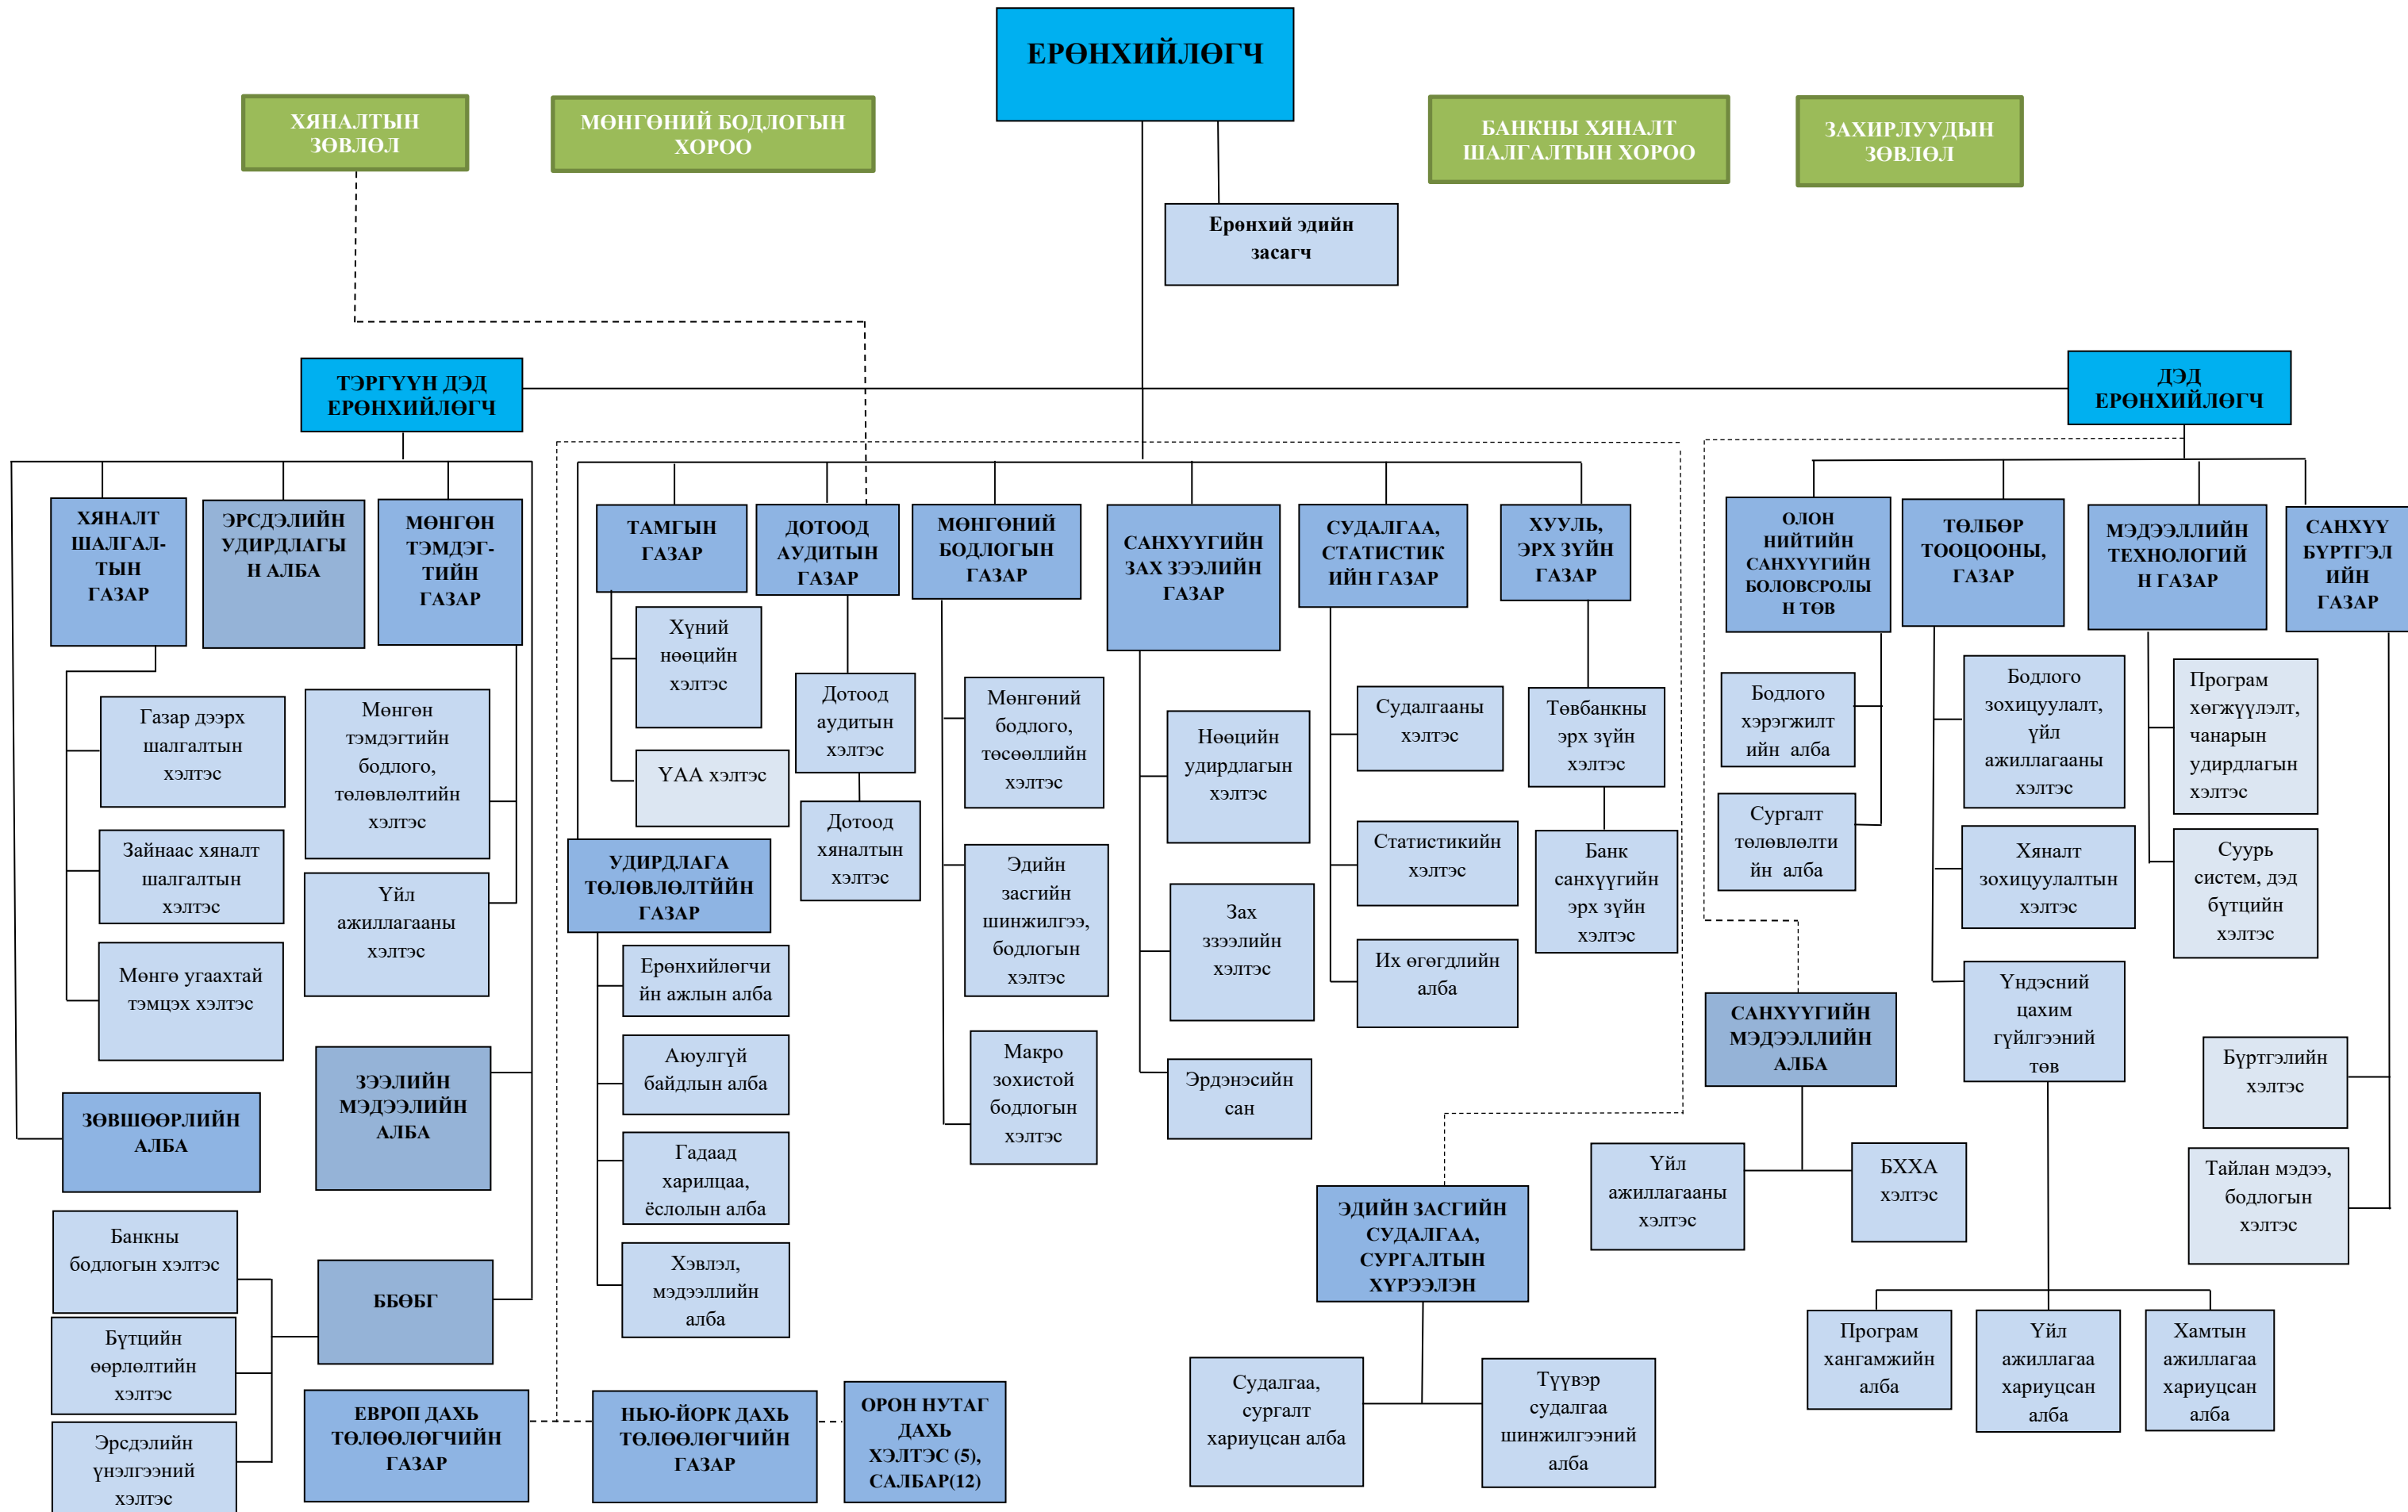 ЕРӨНХИЙЛӨГЧ
ХЯНАЛТЫН
ЗӨВЛӨЛ
МӨНГӨНИЙ БОДЛОГЫН
ХОРОО
БАНКНЫ ХЯНАЛТ
ШАЛГАЛТЫН ХОРОО
ЗАХИРЛУУДЫН
ЗӨВЛӨЛ
Ерөнхий эдийн
засагч
ТЭРГҮҮН ДЭД
ЕРӨНХИЙЛӨГЧ
ДЭД
ЕРӨНХИЙЛӨГЧ
ХЯНАЛТ
ШАЛГАЛ-
ТЫН
ГАЗАР
ЭРСДЭЛИЙН
УДИРДЛАГЫ
Н АЛБА
МӨНГӨН
ТЭМДЭГ-
ТИЙН
ГАЗАР
ТАМГЫН
ГАЗАР
ДОТООД
АУДИТЫН
ГАЗАР
МӨНГӨНИЙ
БОДЛОГЫН
ГАЗАР
САНХҮҮГИЙН
ЗАХ ЗЭЭЛИЙН
ГАЗАР
СУДАЛГАА,
СТАТИСТИК
ИЙН ГАЗАР
ХУУЛЬ,
ЭРХ ЗҮЙН
ГАЗАР
ОЛОН
НИЙТИЙН
САНХҮҮГИЙН
БОЛОВСРОЛЫ
Н ТӨВ
ТӨЛБӨР
ТООЦООНЫ,
ГАЗАР
МЭДЭЭЛЛИЙН
ТЕХНОЛОГИЙ
Н ГАЗАР
САНХҮҮ
БҮРТГЭЛ
ИЙН
ГАЗАР
Газар дээрх
шалгалтын
хэлтэс
Зайнаас хяналт
шалгалтын
хэлтэс
Мөнгө угаахтай
тэмцэх хэлтэс
Мөнгөн
тэмдэгтийн
бодлого,
төлөвлөлтийн
хэлтэс
Үйл
ажиллагааны
хэлтэс
ЗӨВШӨӨРЛИЙН
АЛБА
ЗЭЭЛИЙН
МЭДЭЭЛИЙН
АЛБА
Банкны
бодлогын хэлтэс
Бүтцийн
өөрлөлтийн
хэлтэс
Эрсдэлийн
үнэлгээний
хэлтэс
ББӨБГ
ЕВРОП ДАХЬ
ТӨЛӨӨЛӨГЧИЙН
ГАЗАР
НЬЮ-ЙОРК ДАХЬ
ТӨЛӨӨЛӨГЧИЙН
ГАЗАР
ОРОН НУТАГ
ДАХЬ
ХЭЛТЭС (5),
САЛБАР(12)
Хүний
нөөцийн
хэлтэс
ҮАА хэлтэс
УДИРДЛАГА
ТӨЛӨВЛӨЛТИЙН
ГАЗАР
Ерөнхийлөгчи
йн ажлын алба
Аюулгүй
байдлын алба
Гадаад
харилцаа,
ёслолын алба
Хэвлэл,
мэдээллийн
алба
Дотоод
аудитын
хэлтэс
Дотоод
хяналтын
хэлтэс
Мөнгөний
бодлого,
төсөөллийн
хэлтэс
Эдийн
засгийн
шинжилгээ,
бодлогын
хэлтэс
Макро
зохистой
бодлогын
хэлтэс
Нөөцийн
удирдлагын
хэлтэс
Зах
ззээлийн
хэлтэс
Эрдэнэсийн
сан
Судалгааны
хэлтэс
Статистикийн
хэлтэс
Их өгөгдлийн
алба
Төвбанкны
эрх зүйн
хэлтэс
Банк
санхүүгийн
эрх зүйн
хэлтэс
ЭДИЙН ЗАСГИЙН
СУДАЛГАА,
СУРГАЛТЫН
ХҮРЭЭЛЭН
Судалгаа,
сургалт
хариуцсан алба
Түүвэр
судалгаа
шинжилгээний
алба
Бодлого
хэрэгжилт
ийн алба
Сургалт
төлөвлөлти
йн алба
САНХҮҮГИЙН
МЭДЭЭЛЛИЙН
АЛБА
Үйл
ажиллагааны
хэлтэс
БХХА
хэлтэс
Бодлого
зохицуулалт,
үйл
ажиллагааны
хэлтэс
Хяналт
зохицуулалтын
хэлтэс
Үндэсний
цахим
гүйлгээний
төв
Програм
хангамжийн
алба
Үйл
ажиллагаа
хариуцсан
алба
Хамтын
ажиллагаа
хариуцсан
алба
Програм
хөгжүүлэлт,
чанарын
удирдлагын
хэлтэс
Суурь
систем, дэд
бүтцийн
хэлтэс
Бүртгэлийн
хэлтэс
Тайлан мэдээ,
бодлогын
хэлтэс